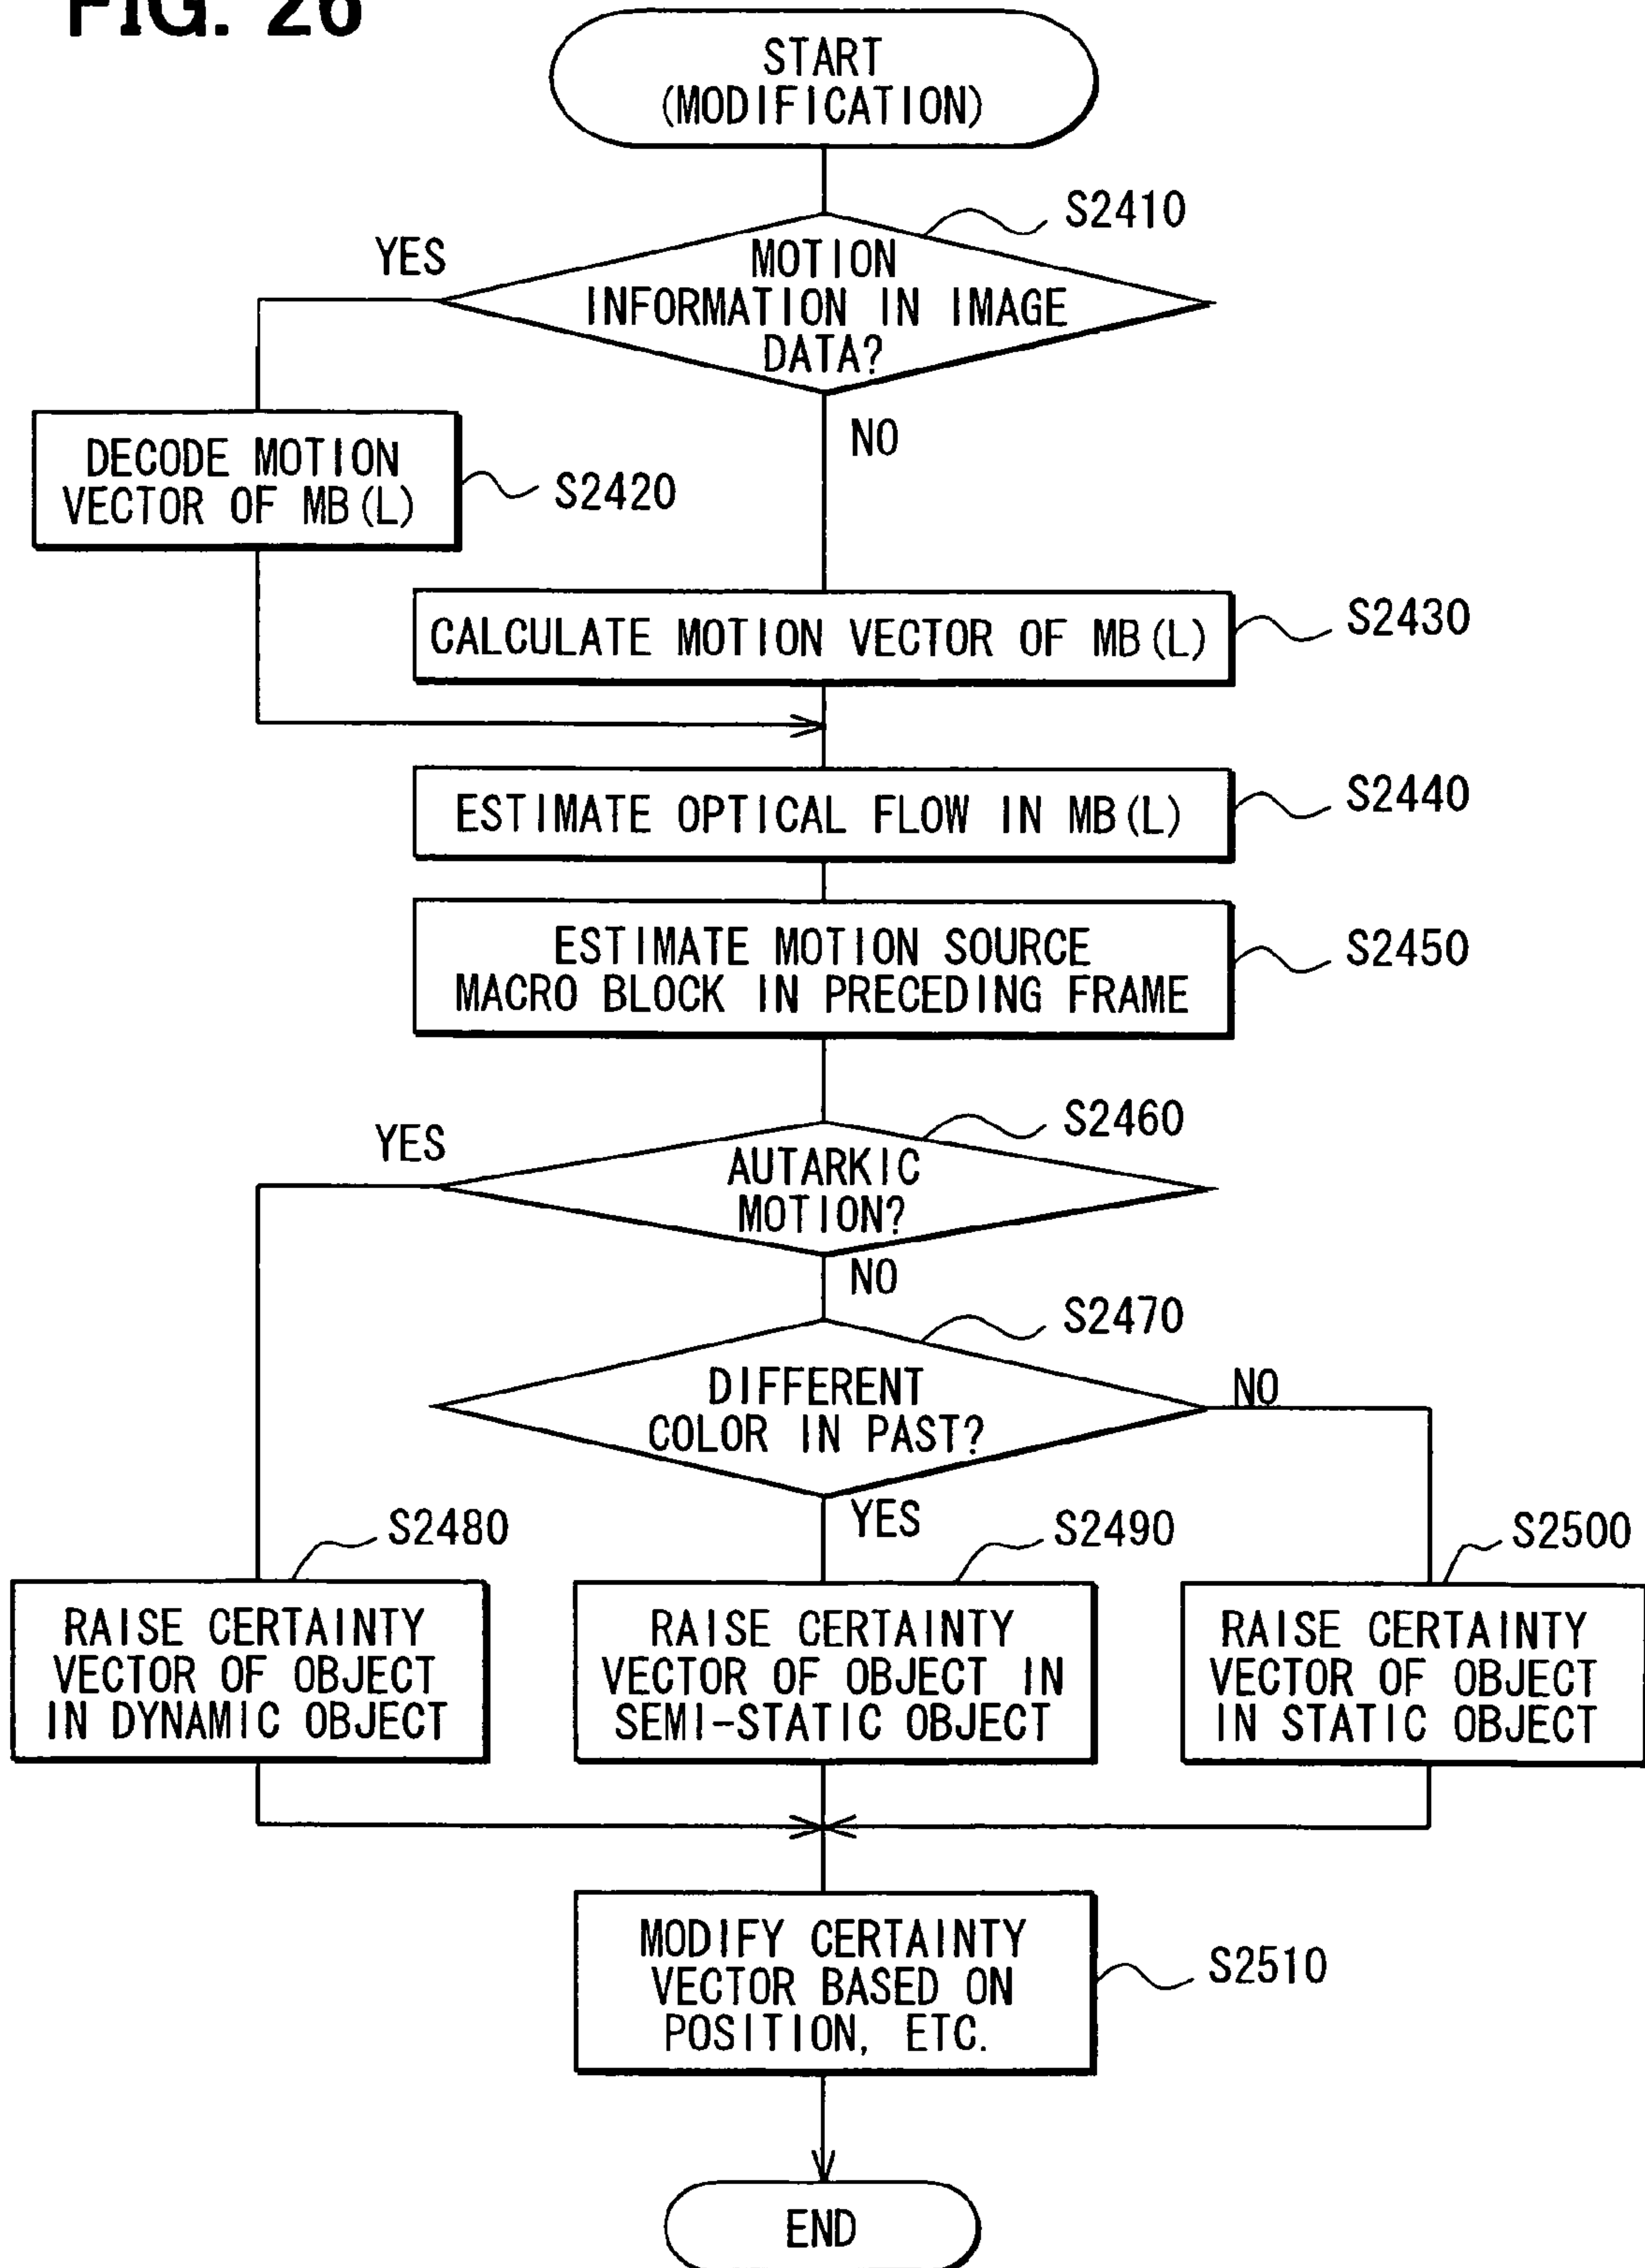 FIG. 26
START
(MODIFICATION)
S2410
YES
MOTION
INFORMATION IN IMAGE
DATA?
NO
DECODE MOTION
VECTOR OF MB(L)
S2420
CALCULATE MOTION VECTOR OF MB(L)
S2430
ESTIMATE OPTICAL FLOW IN MB(L)
S2440
ESTIMATE MOTION SOURCE
MACRO BLOCK IN PRECEDING FRAME
S2450
S2460
YES
AUTARKIC
MOTION?
NO
S2470
DIFFERENT
COLOR IN PAST?
NO
YES
S2480
RAISE CERTAINTY
VECTOR OF OBJECT
IN DYNAMIC OBJECT
S2490
RAISE CERTAINTY
VECTOR OF OBJECT IN
SEMI-STATIC OBJECT
S2500
RAISE CERTAINTY
VECTOR OF OBJECT
IN STATIC OBJECT
MODIFY CERTAINTY
VECTOR BASED ON
POSITION, ETC.
S2510
END